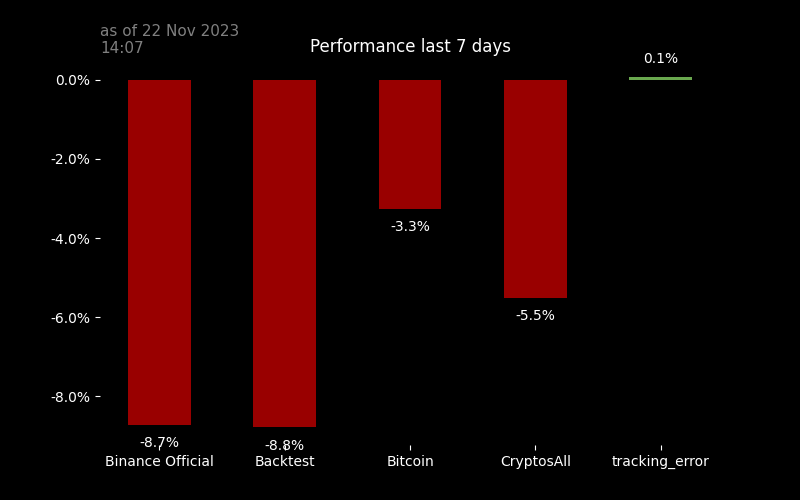 as of 22 Nov 2023
14:07
Performance last 7 days
0.1%
0.0%
-2.0%
-4.0%
-6.0%
-8.0%
-3.3%
-5.5%
-8.7%
-8.8%
Binance Official
Backtest
Bitcoin
CryptosAll
tracking_error